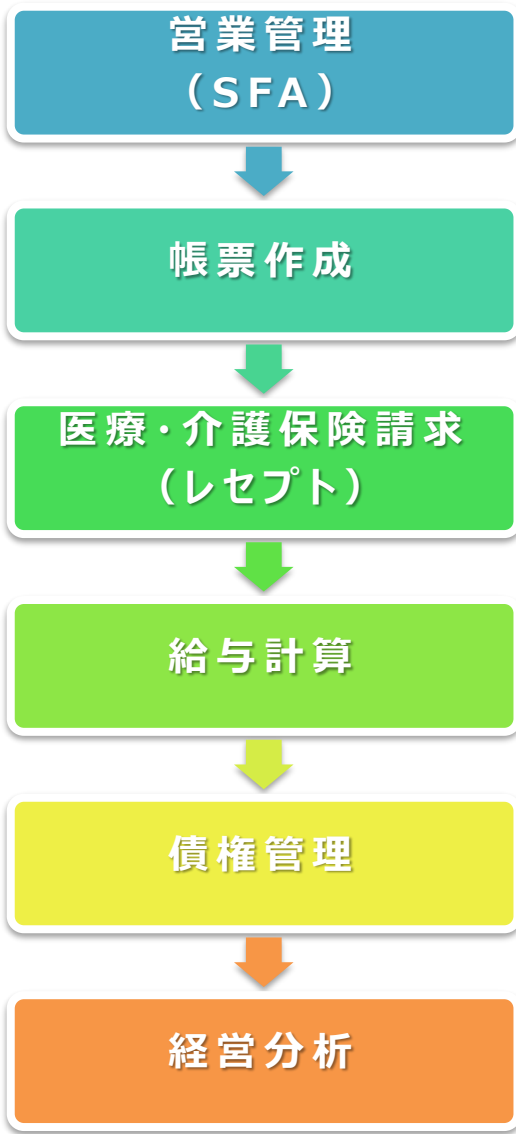 営業管理
（SFA）
帳票作成
医療・介護保険請求
（レセプト）
給与計算
債権管理
経営分析